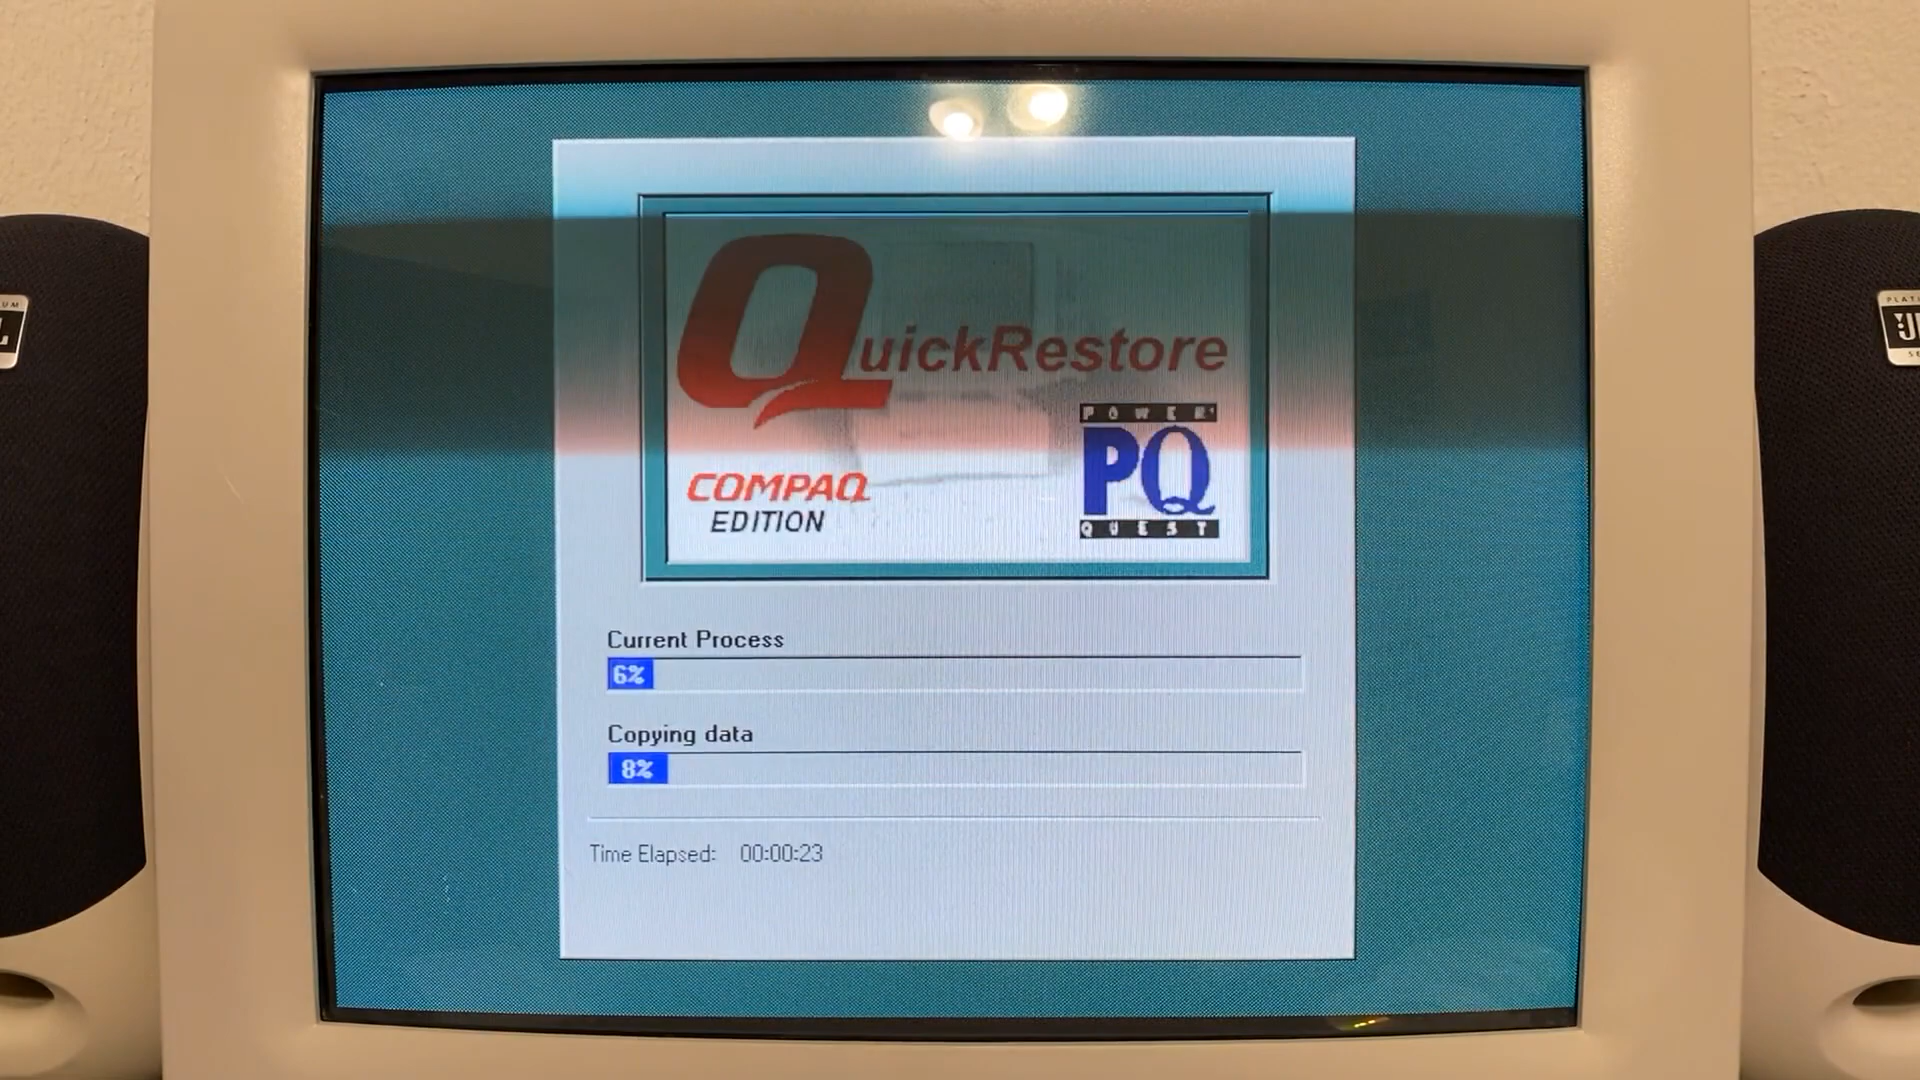 QuickRestore
POWER
PQ
QUEST
COMPAQ
EDITION
Current Process
6%
Copying data
8%
Time Elapsed: 00:00:23